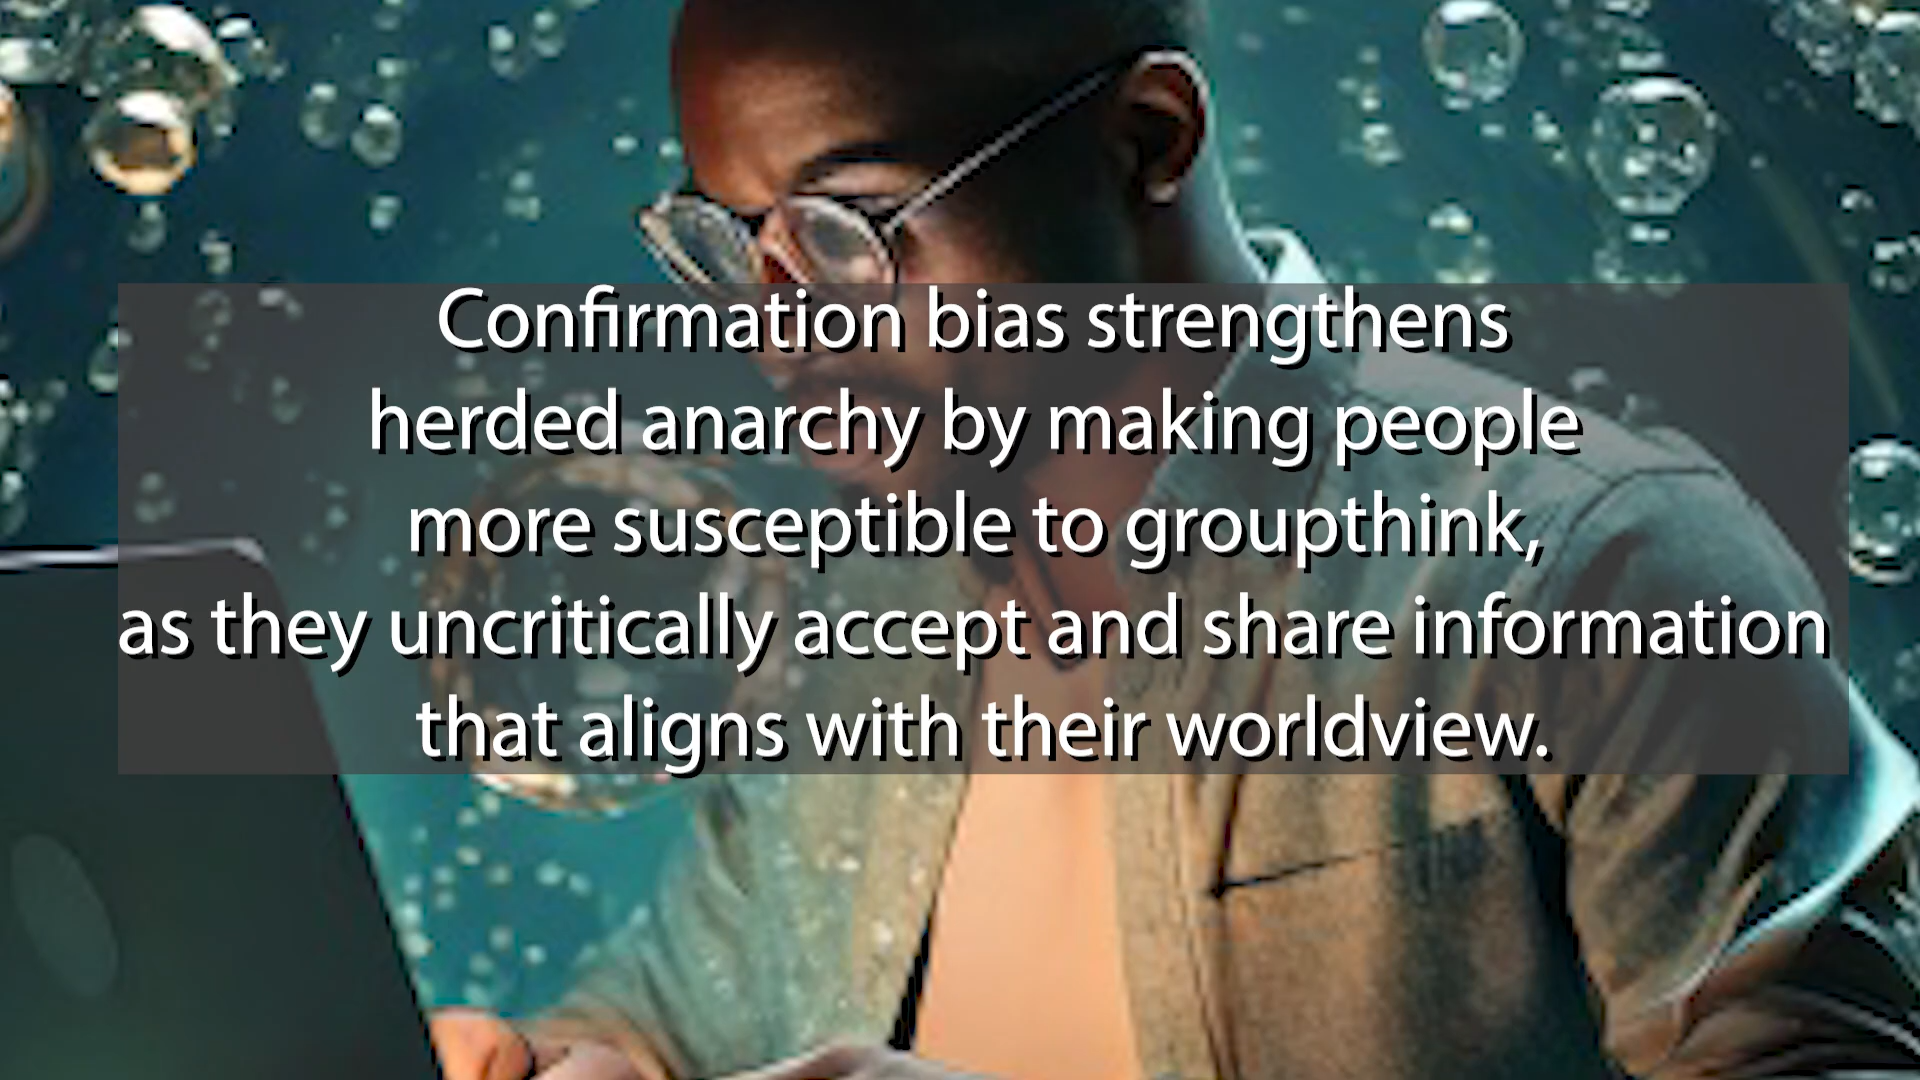 Confirmation bias strengthens
herded anarchy by making people
more susceptible to groupthink,
as they uncritically accept and share information
that aligns with their worldview.